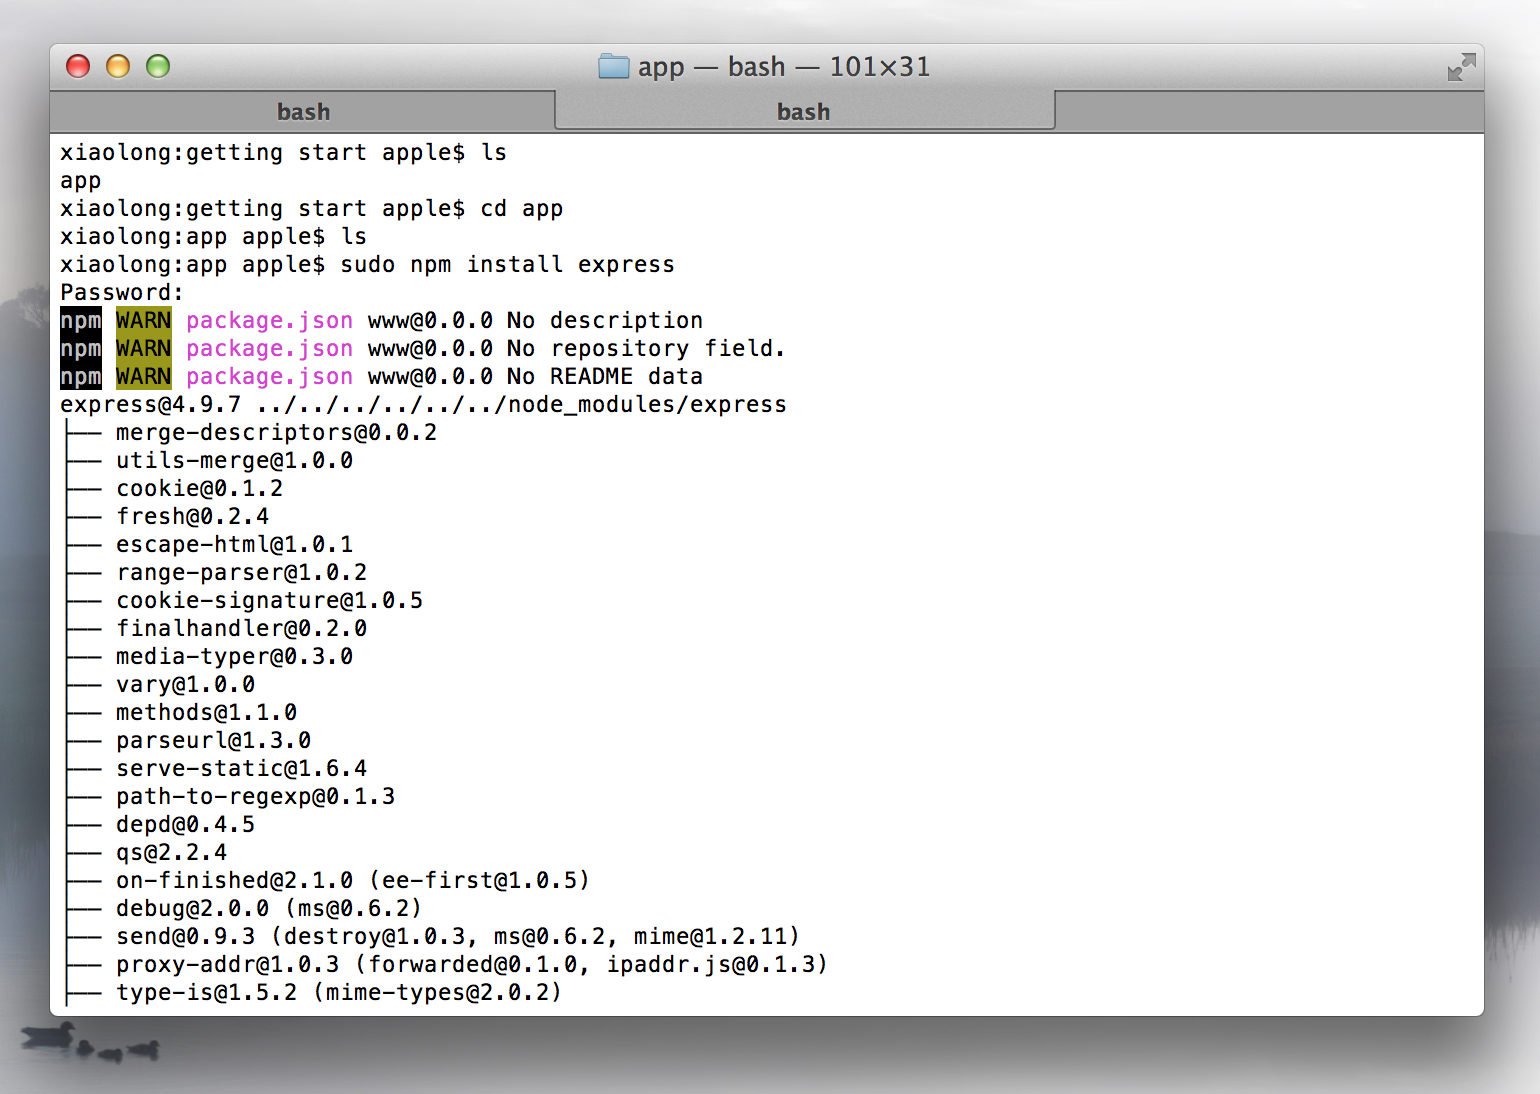 app — bash — 101×31
bash
bash
xiaolong:getting start apple$ ls
app
xiaolong:getting start apple$ cd app
xiaolong:app apple$ ls
xiaolong:app apple$ sudo npm install express
Password:
npm WARN package.json www@0.0.0 No description
npm WARN package.json www@0.0.0 No repository field.
npm WARN package.json www@0.0.0 No README data
express@4.9.7 ../../../../../../node_modules/express
├── merge-descriptors@0.0.2
├── utils-merge@1.0.0
├── cookie@0.1.2
├── fresh@0.2.4
├── escape-html@1.0.1
├── range-parser@1.0.2
├── cookie-signature@1.0.5
├── finalhandler@0.2.0
├── media-typer@0.3.0
├── vary@1.0.0
├── methods@1.1.0
├── parseurl@1.3.0
├── serve-static@1.6.4
├── path-to-regexp@0.1.3
├── depd@0.4.5
├── qs@2.2.4
├── on-finished@2.1.0 (ee-first@1.0.5)
├── debug@2.0.0 (ms@0.6.2)
├── send@0.9.3 (destroy@1.0.3, ms@0.6.2, mime@1.2.11)
├── proxy-addr@1.0.3 (forwarded@0.1.0, ipaddr.js@0.1.3)
├── type-is@1.5.2 (mime-types@2.0.2)